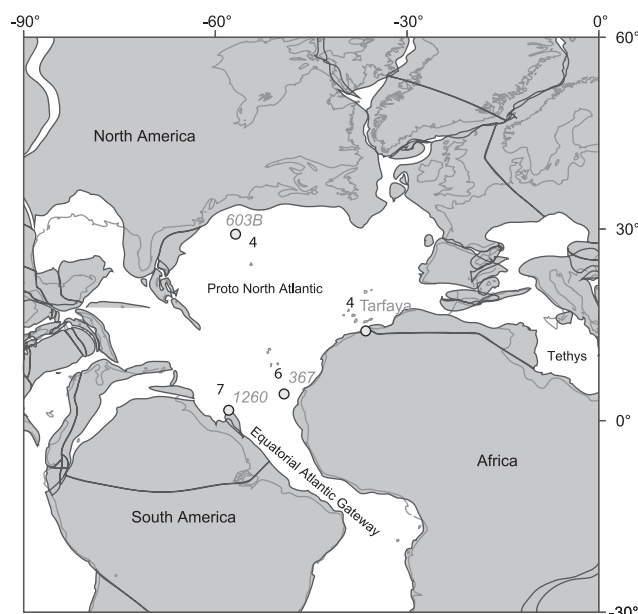 -90° -60° -30° 0°
60°
North America
30°
603B
4
Proto North Atlantic
4 Tarfaya
Tethys
6 367
7 1260
0°
Equatorial Atlantic Gateway
Africa
South America
-30°